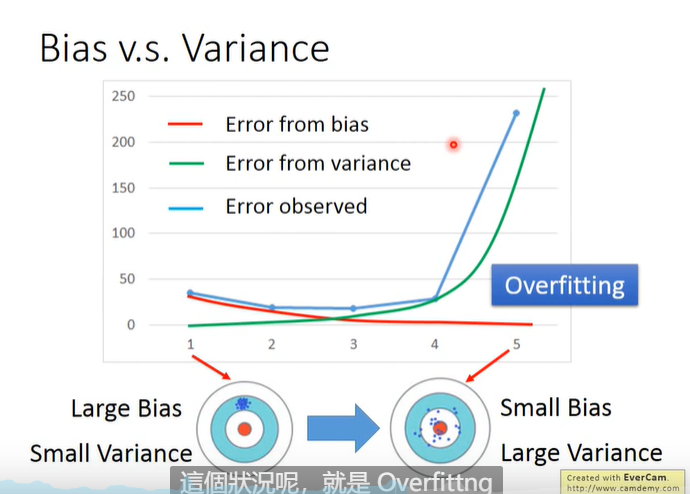 Bias v.s. Variance
250
200
150
100
50
0
Error from bias
Error from variance
Error observed
Overfitting
1 2 3 4 5
Large Bias
Small Variance
Small Bias
Large Variance
這個狀況呢，就是 Overfittng
Created with EverCam.
http://www.camdemy.com